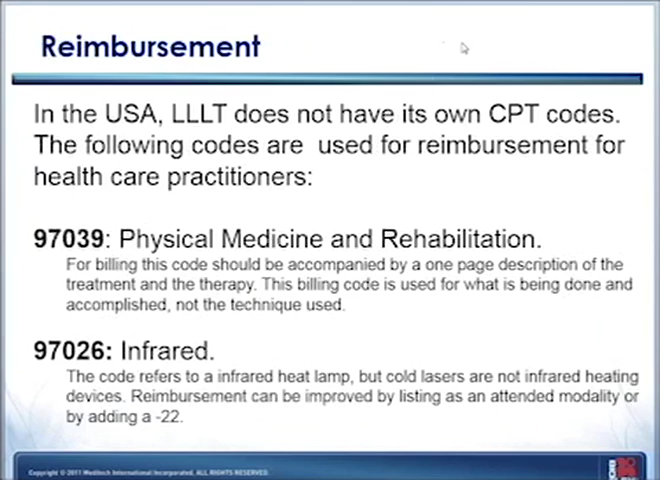 Reimbursement
In the USA, LLLT does not have its own CPT codes.
The following codes are used for reimbursement for
health care practitioners:
97039: Physical Medicine and Rehabilitation.
For billing this code should be accompanied by a one page description of the
treatment and the therapy. This billing code is used for what is being done and
accomplished, not the technique used.
97026: Infrared.
The code refers to a infrared heat lamp, but cold lasers are not infrared heating
devices. Reimbursement can be improved by listing as an attended modality or
by adding a -22.
Copyright © 2011 Meditech International Incorporated. ALL RIGHTS RESERVED.